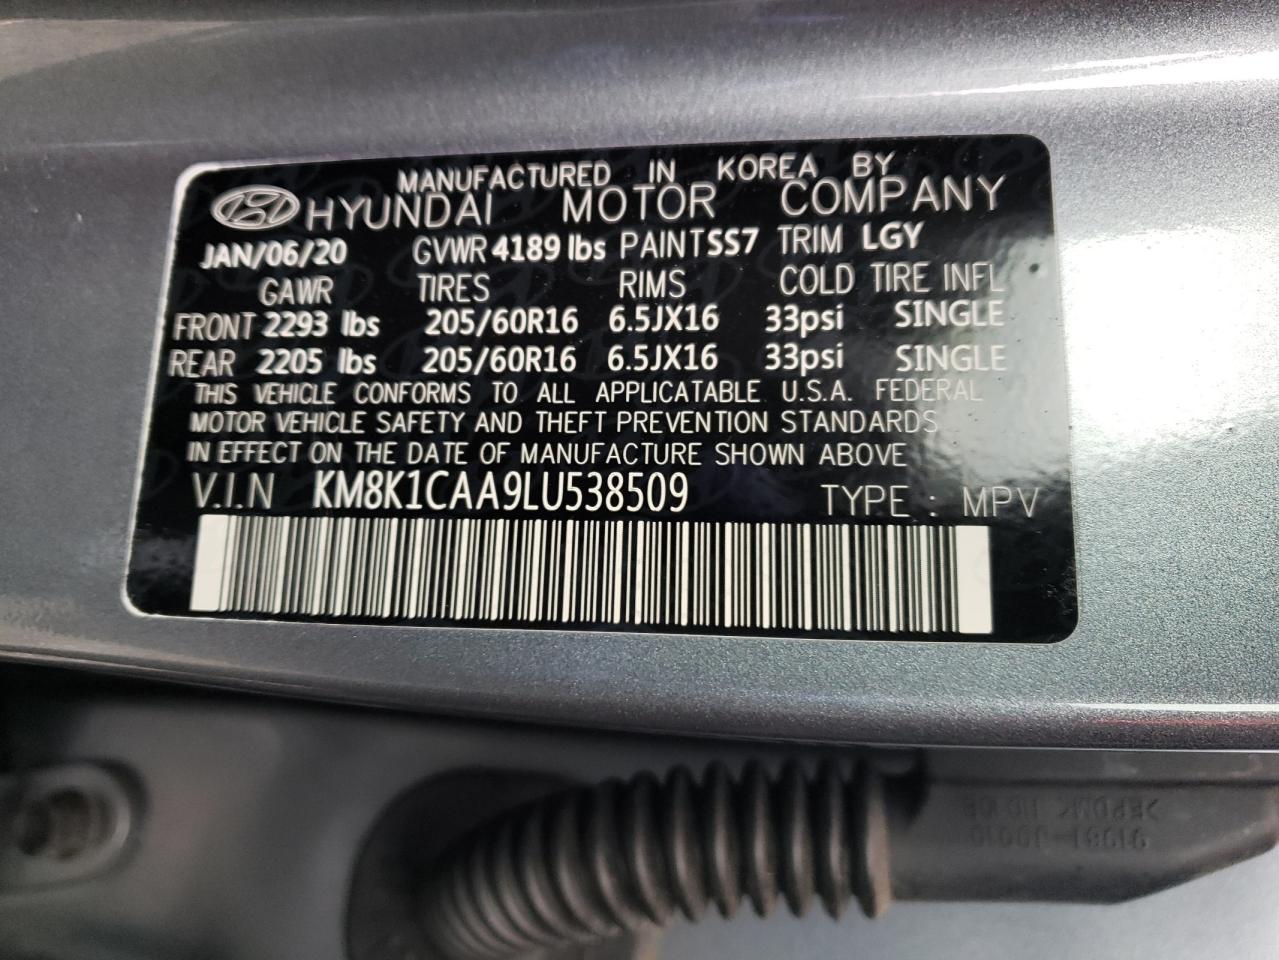 MANUFACTURED IN KOREA BY
HYUNDAI MOTOR COMPANY
JAN/06/20 GVWR 4189 lbs PAINT SS7 TRIM LGY
GAWR TIRES RIMS COLD TIRE INFL
FRONT 2293 lbs 205/60R16 6.5JX16 33psi SINGLE
REAR 2205 lbs 205/60R16 6.5JX16 33psi SINGLE
THIS VEHICLE CONFORMS TO ALL APPLICATABLE U.S.A. FEDERAL
MOTOR VEHICLE SAFETY AND THEFT PREVENTION STANDARDS
IN EFFECT ON THE DATE OF MANUFACTURE SHOWN ABOVE
V.I.N KM8K1CAA9LU538509 TYPE : MPV